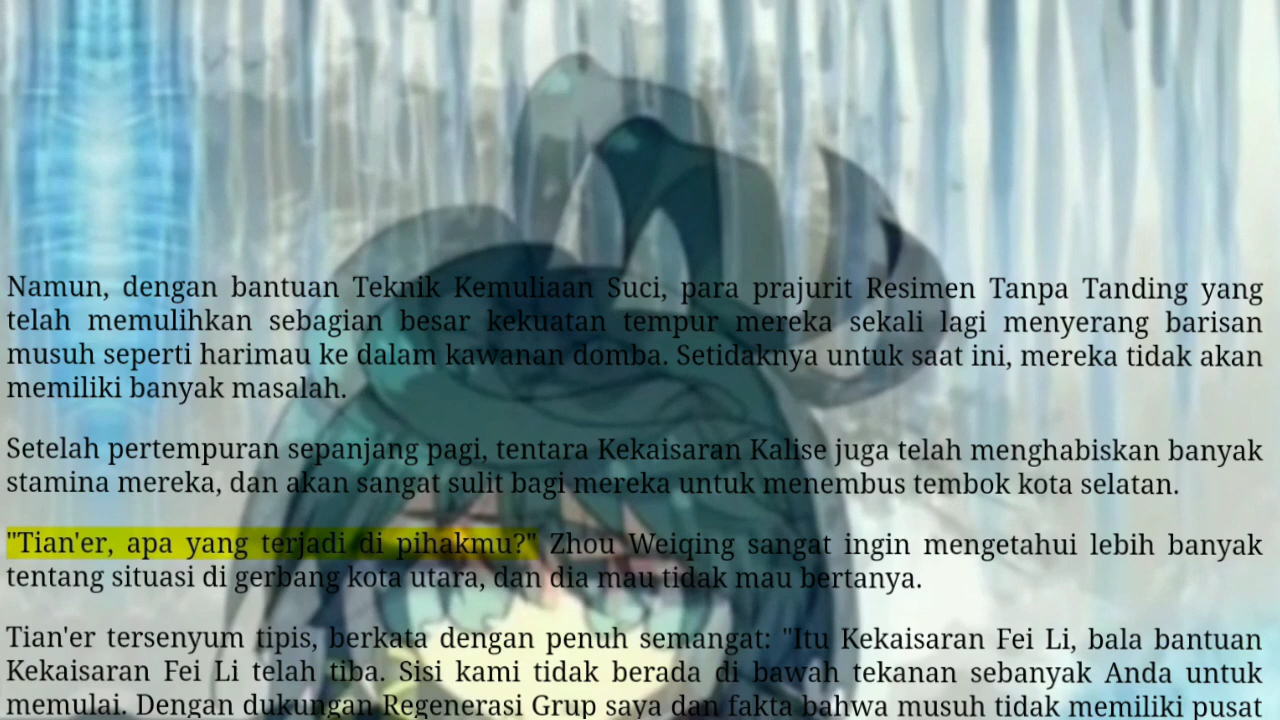 Namun, dengan bantuan Teknik Kemuliaan Suci, para prajurit Resimen Tanpa Tanding yang
telah memulihkan sebagian besar kekuatan tempur mereka sekali lagi menyerang barisan
musuh seperti harimau ke dalam kawanan domba. Setidaknya untuk saat ini, mereka tidak akan
memiliki banyak masalah.
Setelah pertempuran sepanjang pagi, tentara Kekaisaran Kalise juga telah menghabiskan banyak
stamina mereka, dan akan sangat sulit bagi mereka untuk menembus tembok kota selatan.
"Tian'er, apa yang terjadi di pihakmu?" Zhou Weiqing sangat ingin mengetahui lebih banyak
tentang situasi di gerbang kota utara, dan dia mau tidak mau bertanya.
Tian'er tersenyum tipis, berkata dengan penuh semangat: "Itu Kekaisaran Fei Li, bala bantuan
Kekaisaran Fei Li telah tiba. Sisi kami tidak berada di bawah tekanan sebanyak Anda untuk
memulai. Dengan dukungan Regenerasi Grup saya dan fakta bahwa musuh tidak memiliki pusat